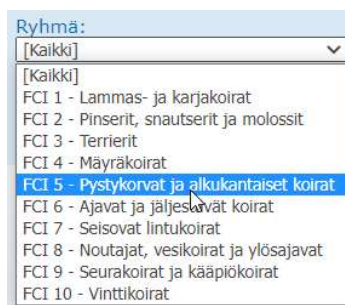 Ryhmä:
[Kaikki]
[Kaikki]
FCI 1 - Lammas- ja karjakoirat
FCI 2 - Pinserit, snautserit ja molossit
FCI 3 - Terrierit
FCI 4 - Mäyräkoirat
FCI 5 - Pystykorvat ja alkukantaiset koirat
FCI 6 - Ajavat ja jäljestävät koirat
FCI 7 - Seisovat lintukoirat
FCI 8 - Noutajat, vesikoirat ja ylösajavat
FCI 9 - Seurakoirat ja kääpiökoirat
FCI 10 - Vinttikoirat